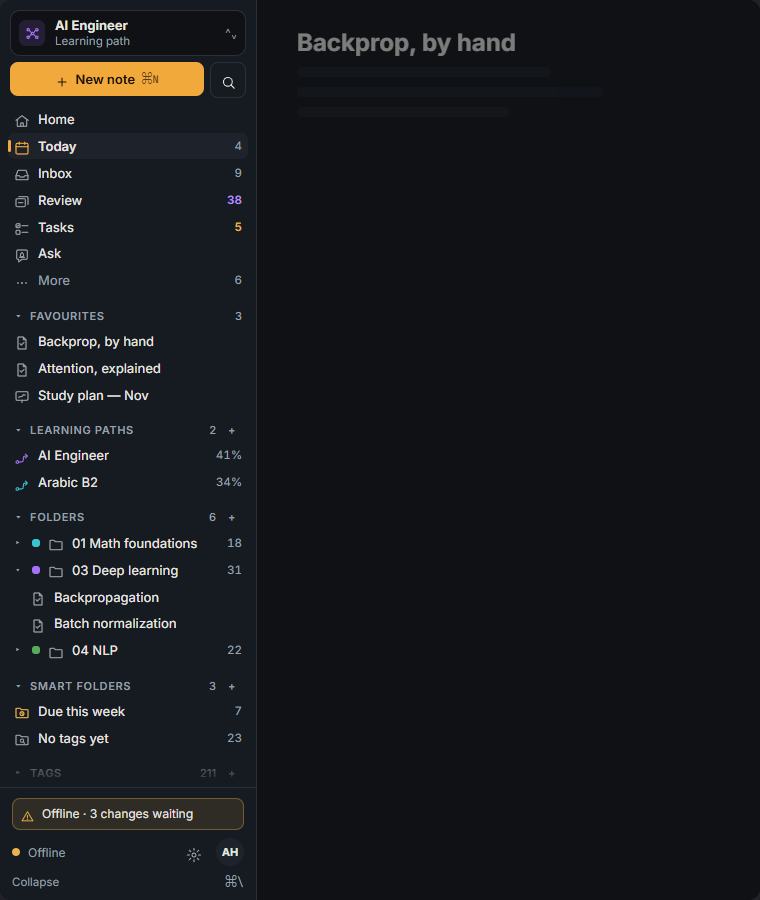 AI Engineer
Learning path
+ New note ⌘N
Home
Today 4
Inbox 9
Review 38
Tasks 5
Ask
More 6
FAVOURITES 3
Backprop, by hand
Attention, explained
Study plan — Nov
LEARNING PATHS 2 +
AI Engineer 41%
Arabic B2 34%
FOLDERS 6 +
01 Math foundations 18
03 Deep learning 31
Backpropagation
Batch normalization
04 NLP 22
SMART FOLDERS 3 +
Due this week 7
No tags yet 23
TAGS 211 +
Offline · 3 changes waiting
Offline AH
Collapse ⌘\
Backprop, by hand